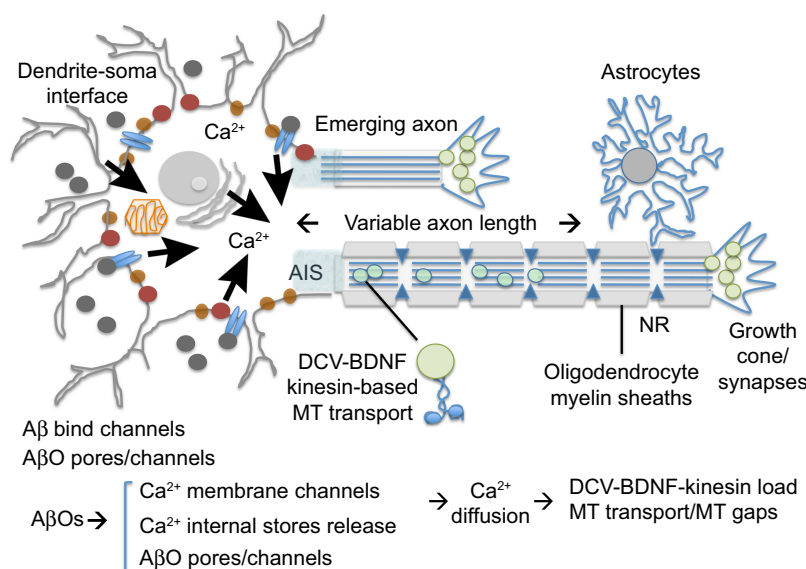 Dendrite-soma
interface
Ca²⁺
Emerging axon
Astrocytes
Variable axon length
Ca²⁺
AIS
NR
DCV-BDNF
kinesin-based
MT transport
Oligodendrocyte
myelin sheaths
Growth
cone/
synapses
Aβ bind channels
AβO pores/channels
AβOs → Ca²⁺ membrane channels
Ca²⁺ internal stores release
AβO pores/channels
→ Ca²⁺
diffusion
→ DCV-BDNF-kinesin load
MT transport/MT gaps